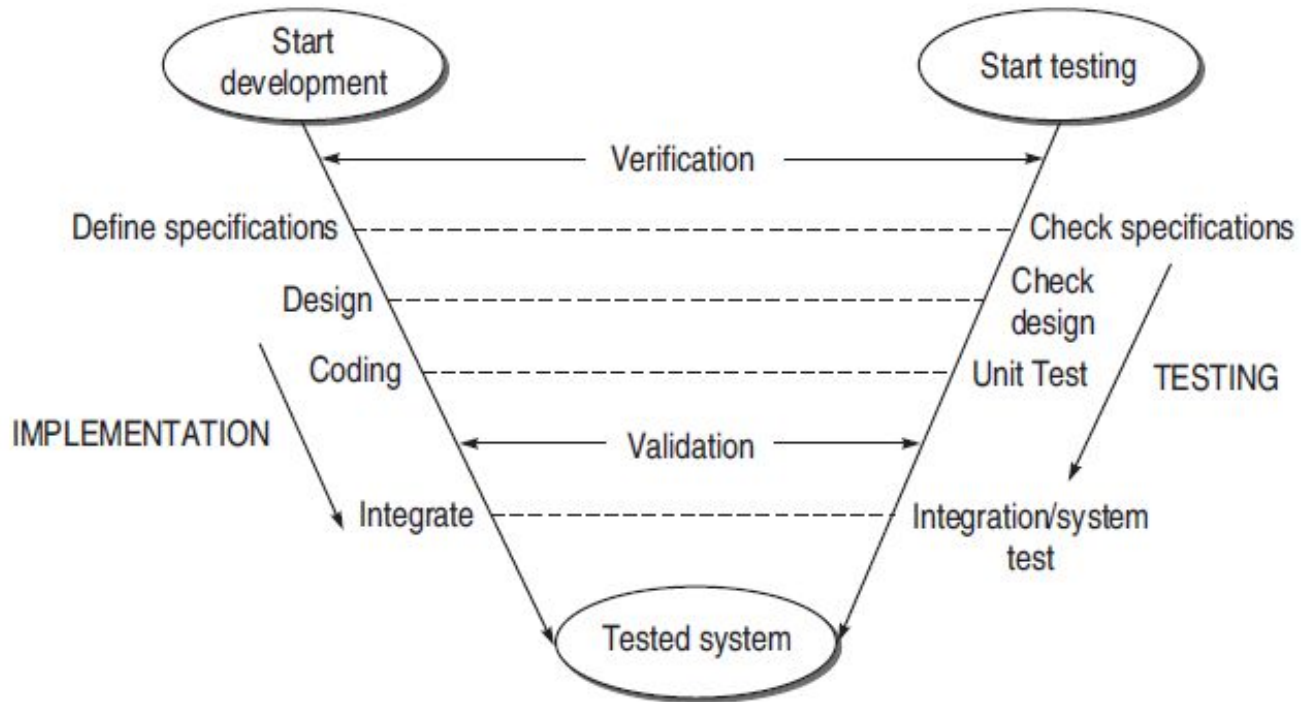 Start
development
Start testing
Verification
Define specifications
Check specifications
Design
Check
design
Coding
Unit Test
TESTING
IMPLEMENTATION
Validation
Integrate
Integration/system
test
Tested system